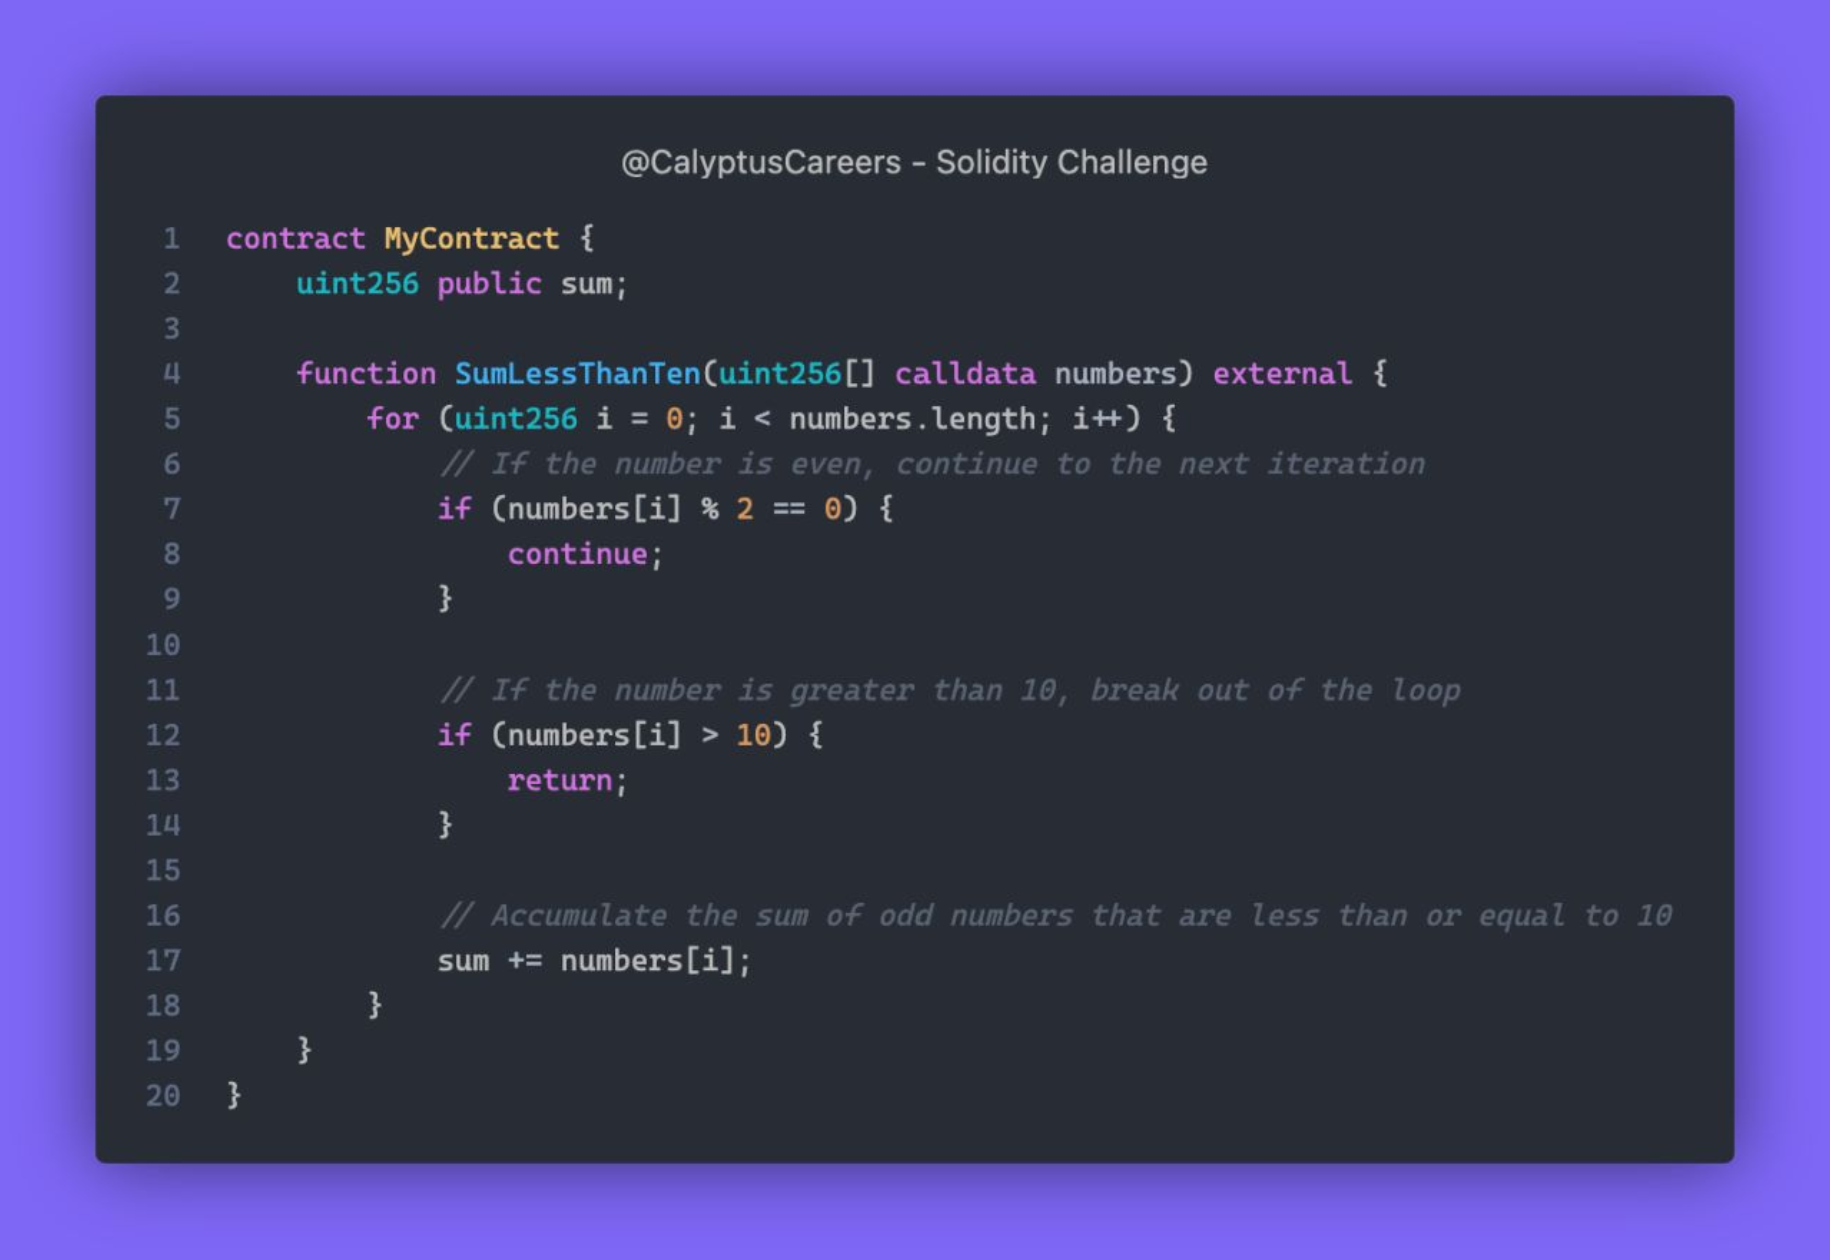 @CalyptusCareers - Solidity Challenge
1 contract MyContract {
2     uint256 public sum;
3
4     function SumLessThanTen(uint256[] calldata numbers) external {
5         for (uint256 i = 0; i < numbers.length; i++) {
6             // If the number is even, continue to the next iteration
7             if (numbers[i] % 2 == 0) {
8                 continue;
9             }
10
11             // If the number is greater than 10, break out of the loop
12             if (numbers[i] > 10) {
13                 return;
14             }
15
16             // Accumulate the sum of odd numbers that are less than or equal to 10
17             sum += numbers[i];
18         }
19     }
20 }